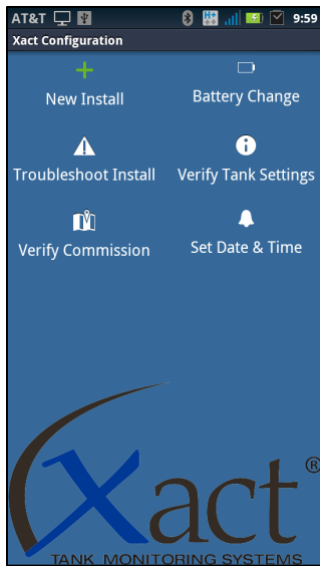 AT&T H+ 9:59
Xact Configuration
New Install Battery Change
Troubleshoot Install Verify Tank Settings
Verify Commission Set Date & Time
Xact®
TANK MONITORING SYSTEMS